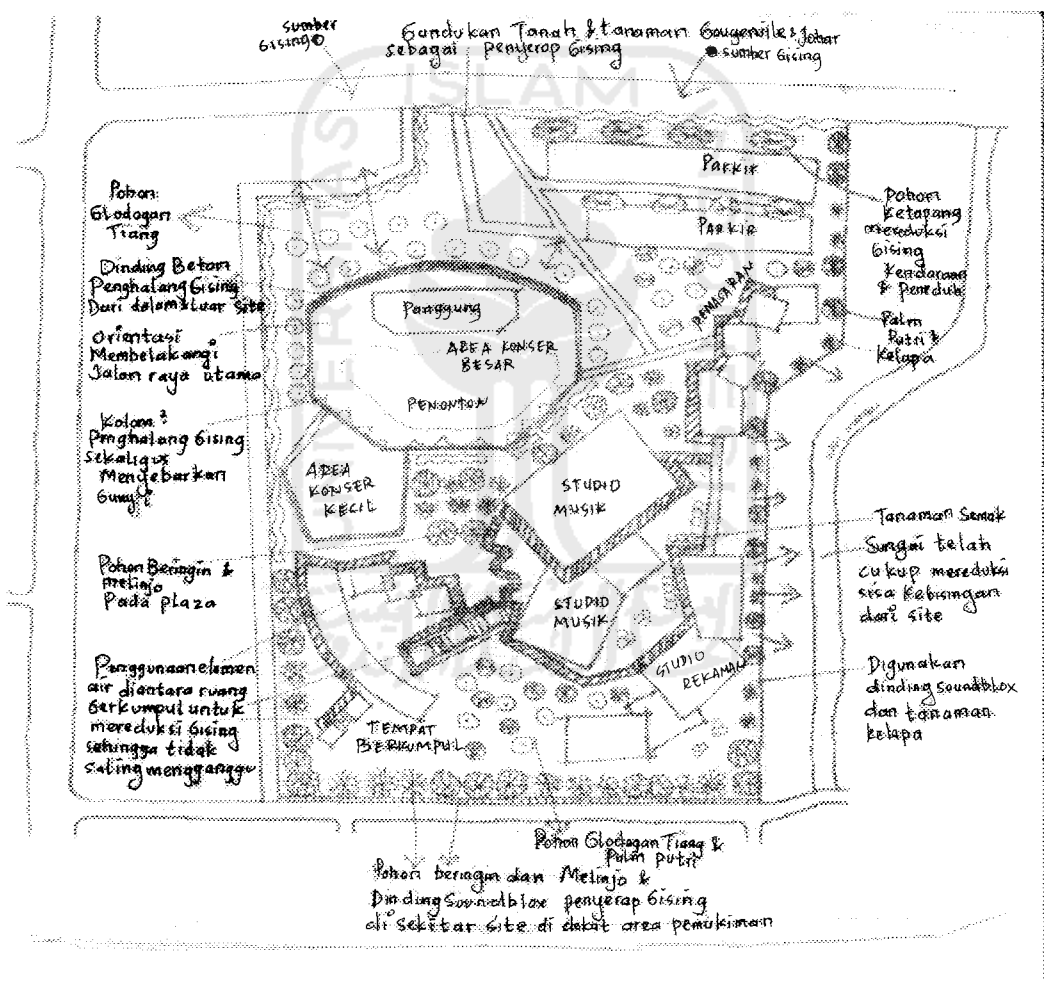 sumber
Bising
Gundukan Tanah & tanaman Bougenvile & Johar
sebagai penyerap Bising
sumber Bising
ISLAM
UNIVERSITAS
Parkir
Parkir
Pohon
Glodogan
Tiang
Dinding Beton
Penghalang Bising
Dari dalam & luar site
Orientasi
Membelakangi
Jalan raya utama
Kolom²
Penghalang Bising
sekaligus
Menyebarkan
Bunyi
Pohon Beringin &
melinjo
Pada plaza
Penggunaan elemen
air diantara ruang
Berkumpul untuk
mereduksi Bising
sehingga tidak
saling mengganggu
Panggung
AREA KONSER
BESAR
PENONTON
AREA
KONSER
KECIL
PEMASARAN
STUDIO
MUSIK
STUDIO
MUSIK
STUDIO
REKAMAN
TEMPAT
BERKUMPUL
Pohon
Ketapang
mereduksi
Bising
Kendaraan
& Peneduh
Palm
Putri &
Kelapa
Tanaman Semak
Sungai telah
cukup mereduksi
sisa Kebisingan
dari site
Digunakan
dinding soundblox
dan tanaman
kelapa
Pohon Glodogan Tiang &
Palm putri
Pohon beringin dan Melinjo &
Dinding Soundblox penyerap Bising
di sekitar site di dekat area pemukiman